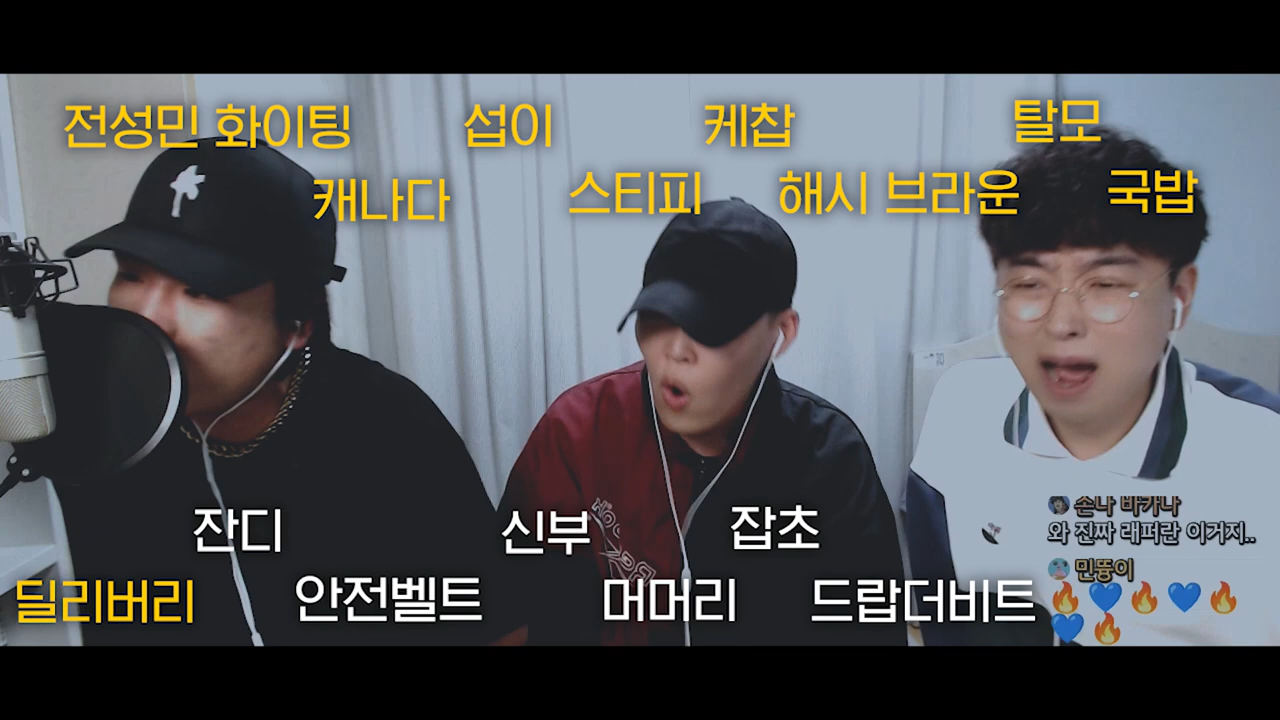 전성민 화이팅
섭이
케찹
탈모
캐나다
스티피
해시 브라운
국밥
잔디
신부
잡초
딜리버리
안전벨트
머머리
드랍더비트
손나 바카나
와 진짜 래퍼란 이거지..
민뚱이